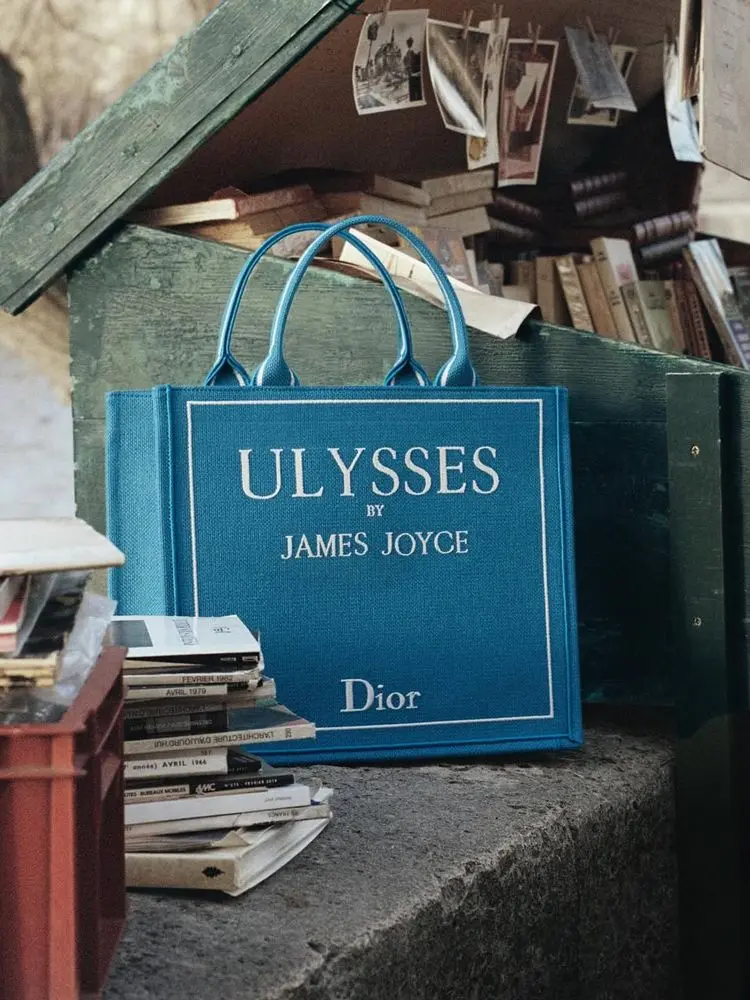 ULYSSES
BY
JAMES JOYCE
Dior
FEVRIER 1982
AVRIL 1979
L'ARCHITECTURE D'AUJOURD'HUI
AVRIL 1966